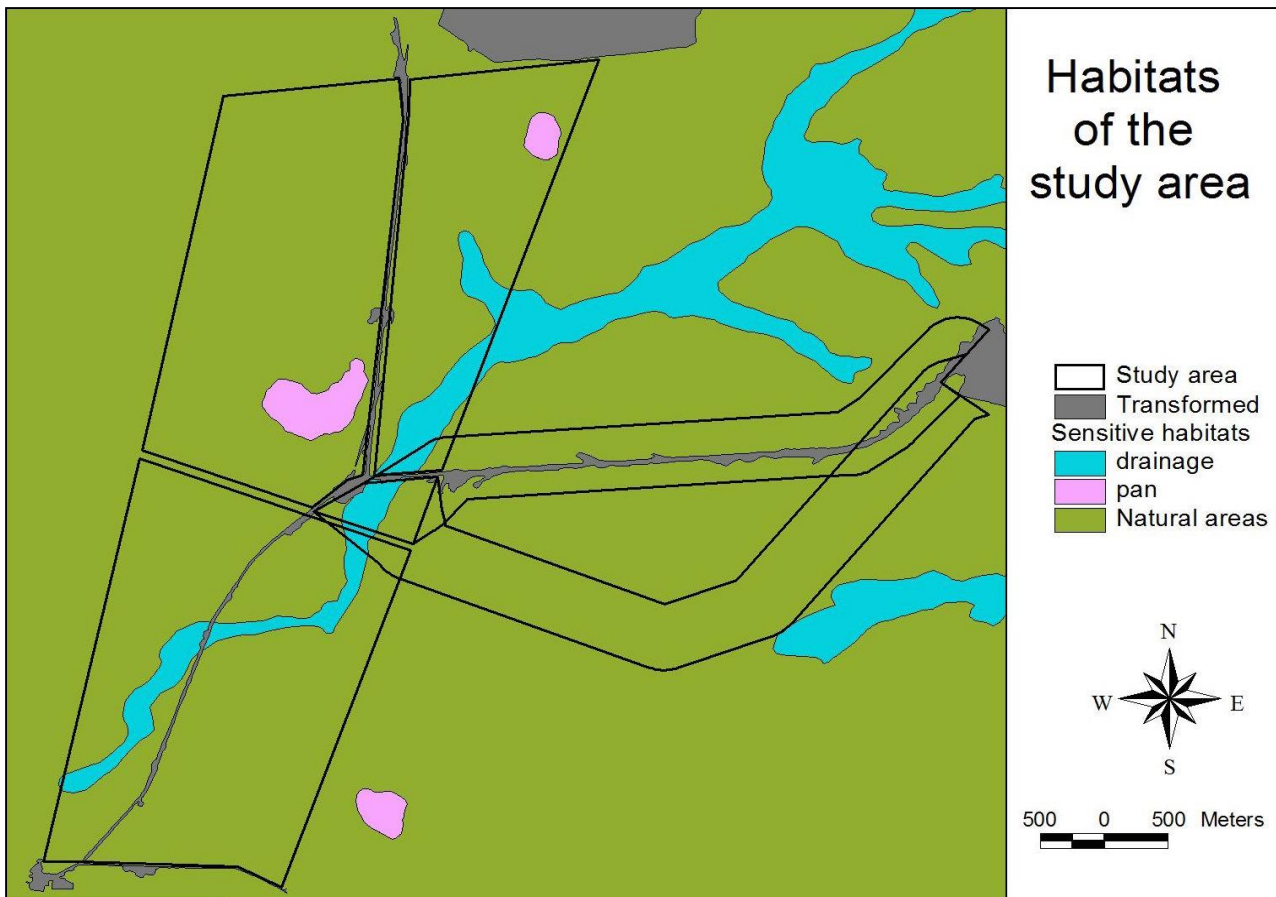 Habitats
of the
study area
Study area
Transformed
Sensitive habitats
drainage
pan
Natural areas
N
W E
S
500 0 500 Meters